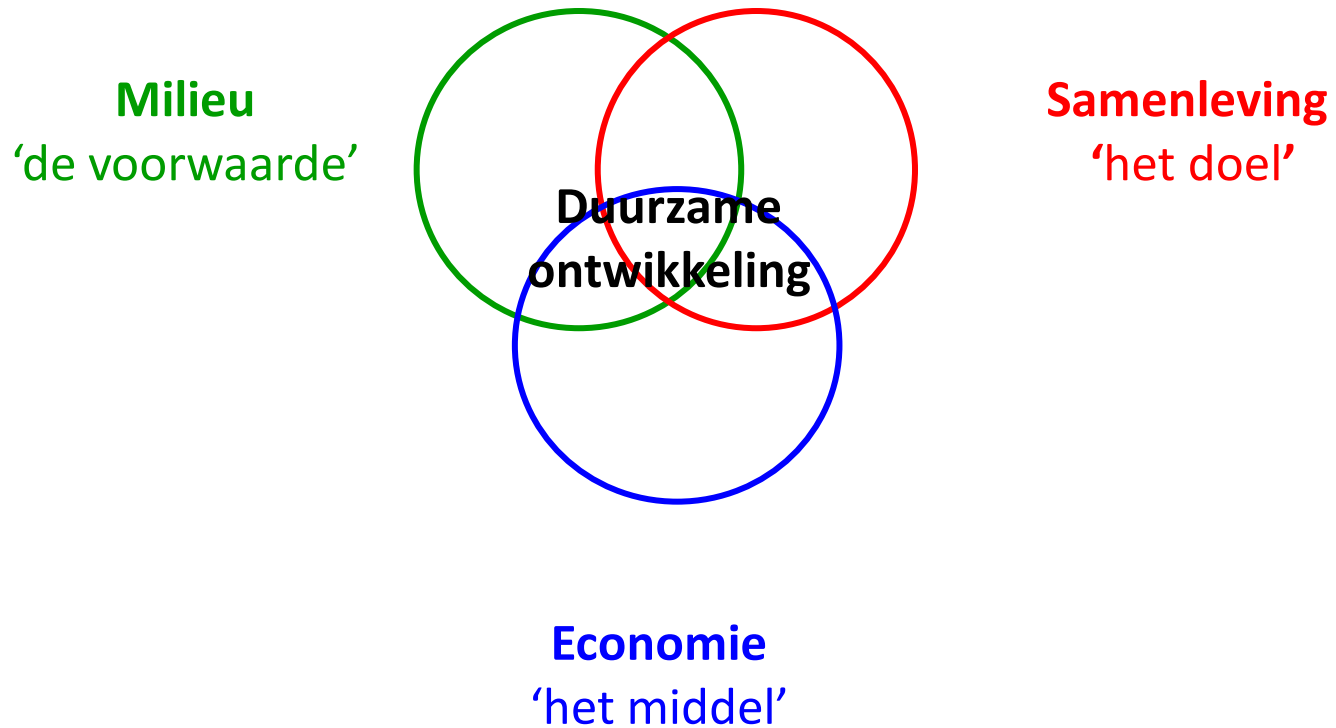 Milieu
‘de voorwaarde’
Samenleving
‘het doel’
Duurzame
ontwikkeling
Economie
‘het middel’